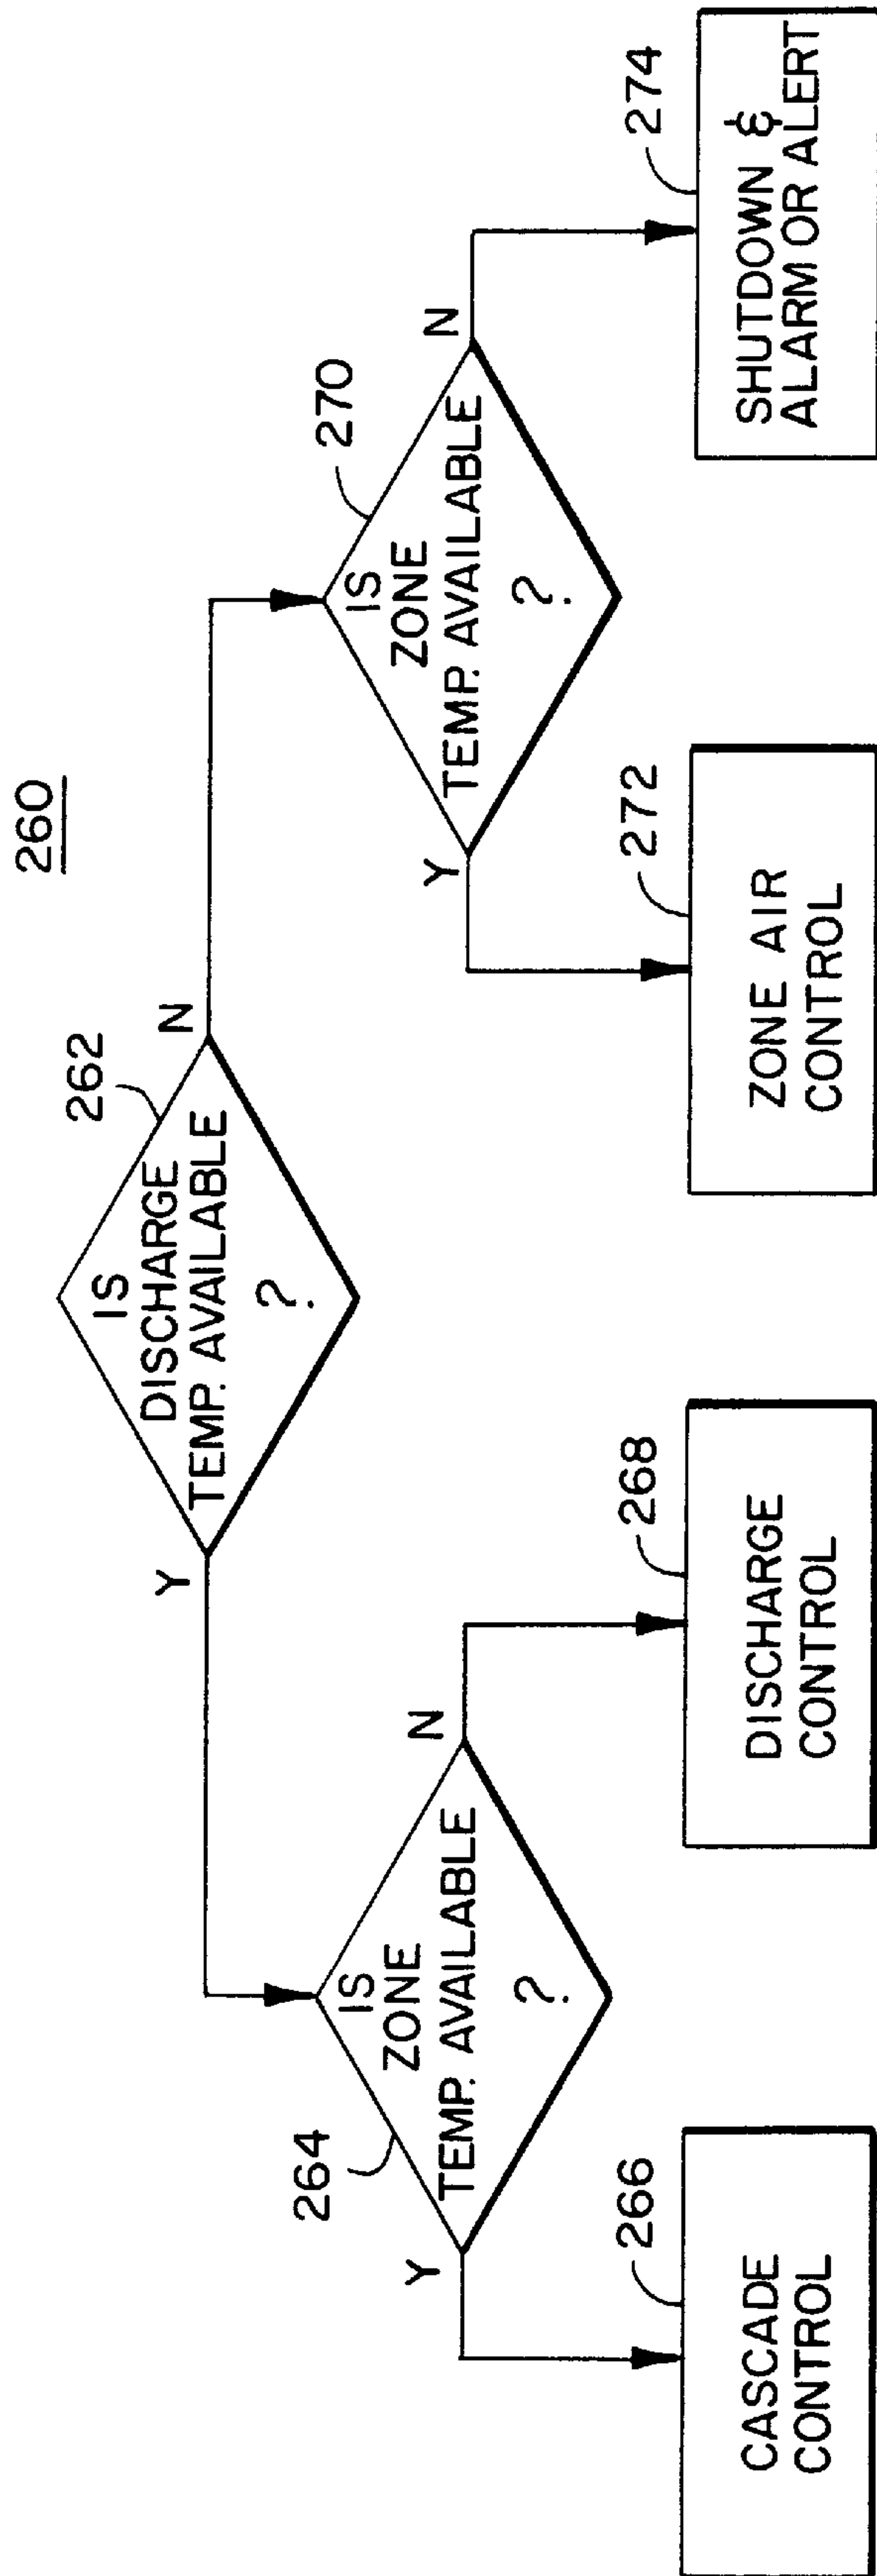 260
262
IS
DISCHARGE
TEMP. AVAILABLE
?
Y
N
264
IS
ZONE
TEMP. AVAILABLE
?
Y
N
270
IS
ZONE
TEMP. AVAILABLE
?
Y
N
266
CASCADE
CONTROL
268
DISCHARGE
CONTROL
272
ZONE AIR
CONTROL
274
SHUTDOWN &
ALARM OR ALERT